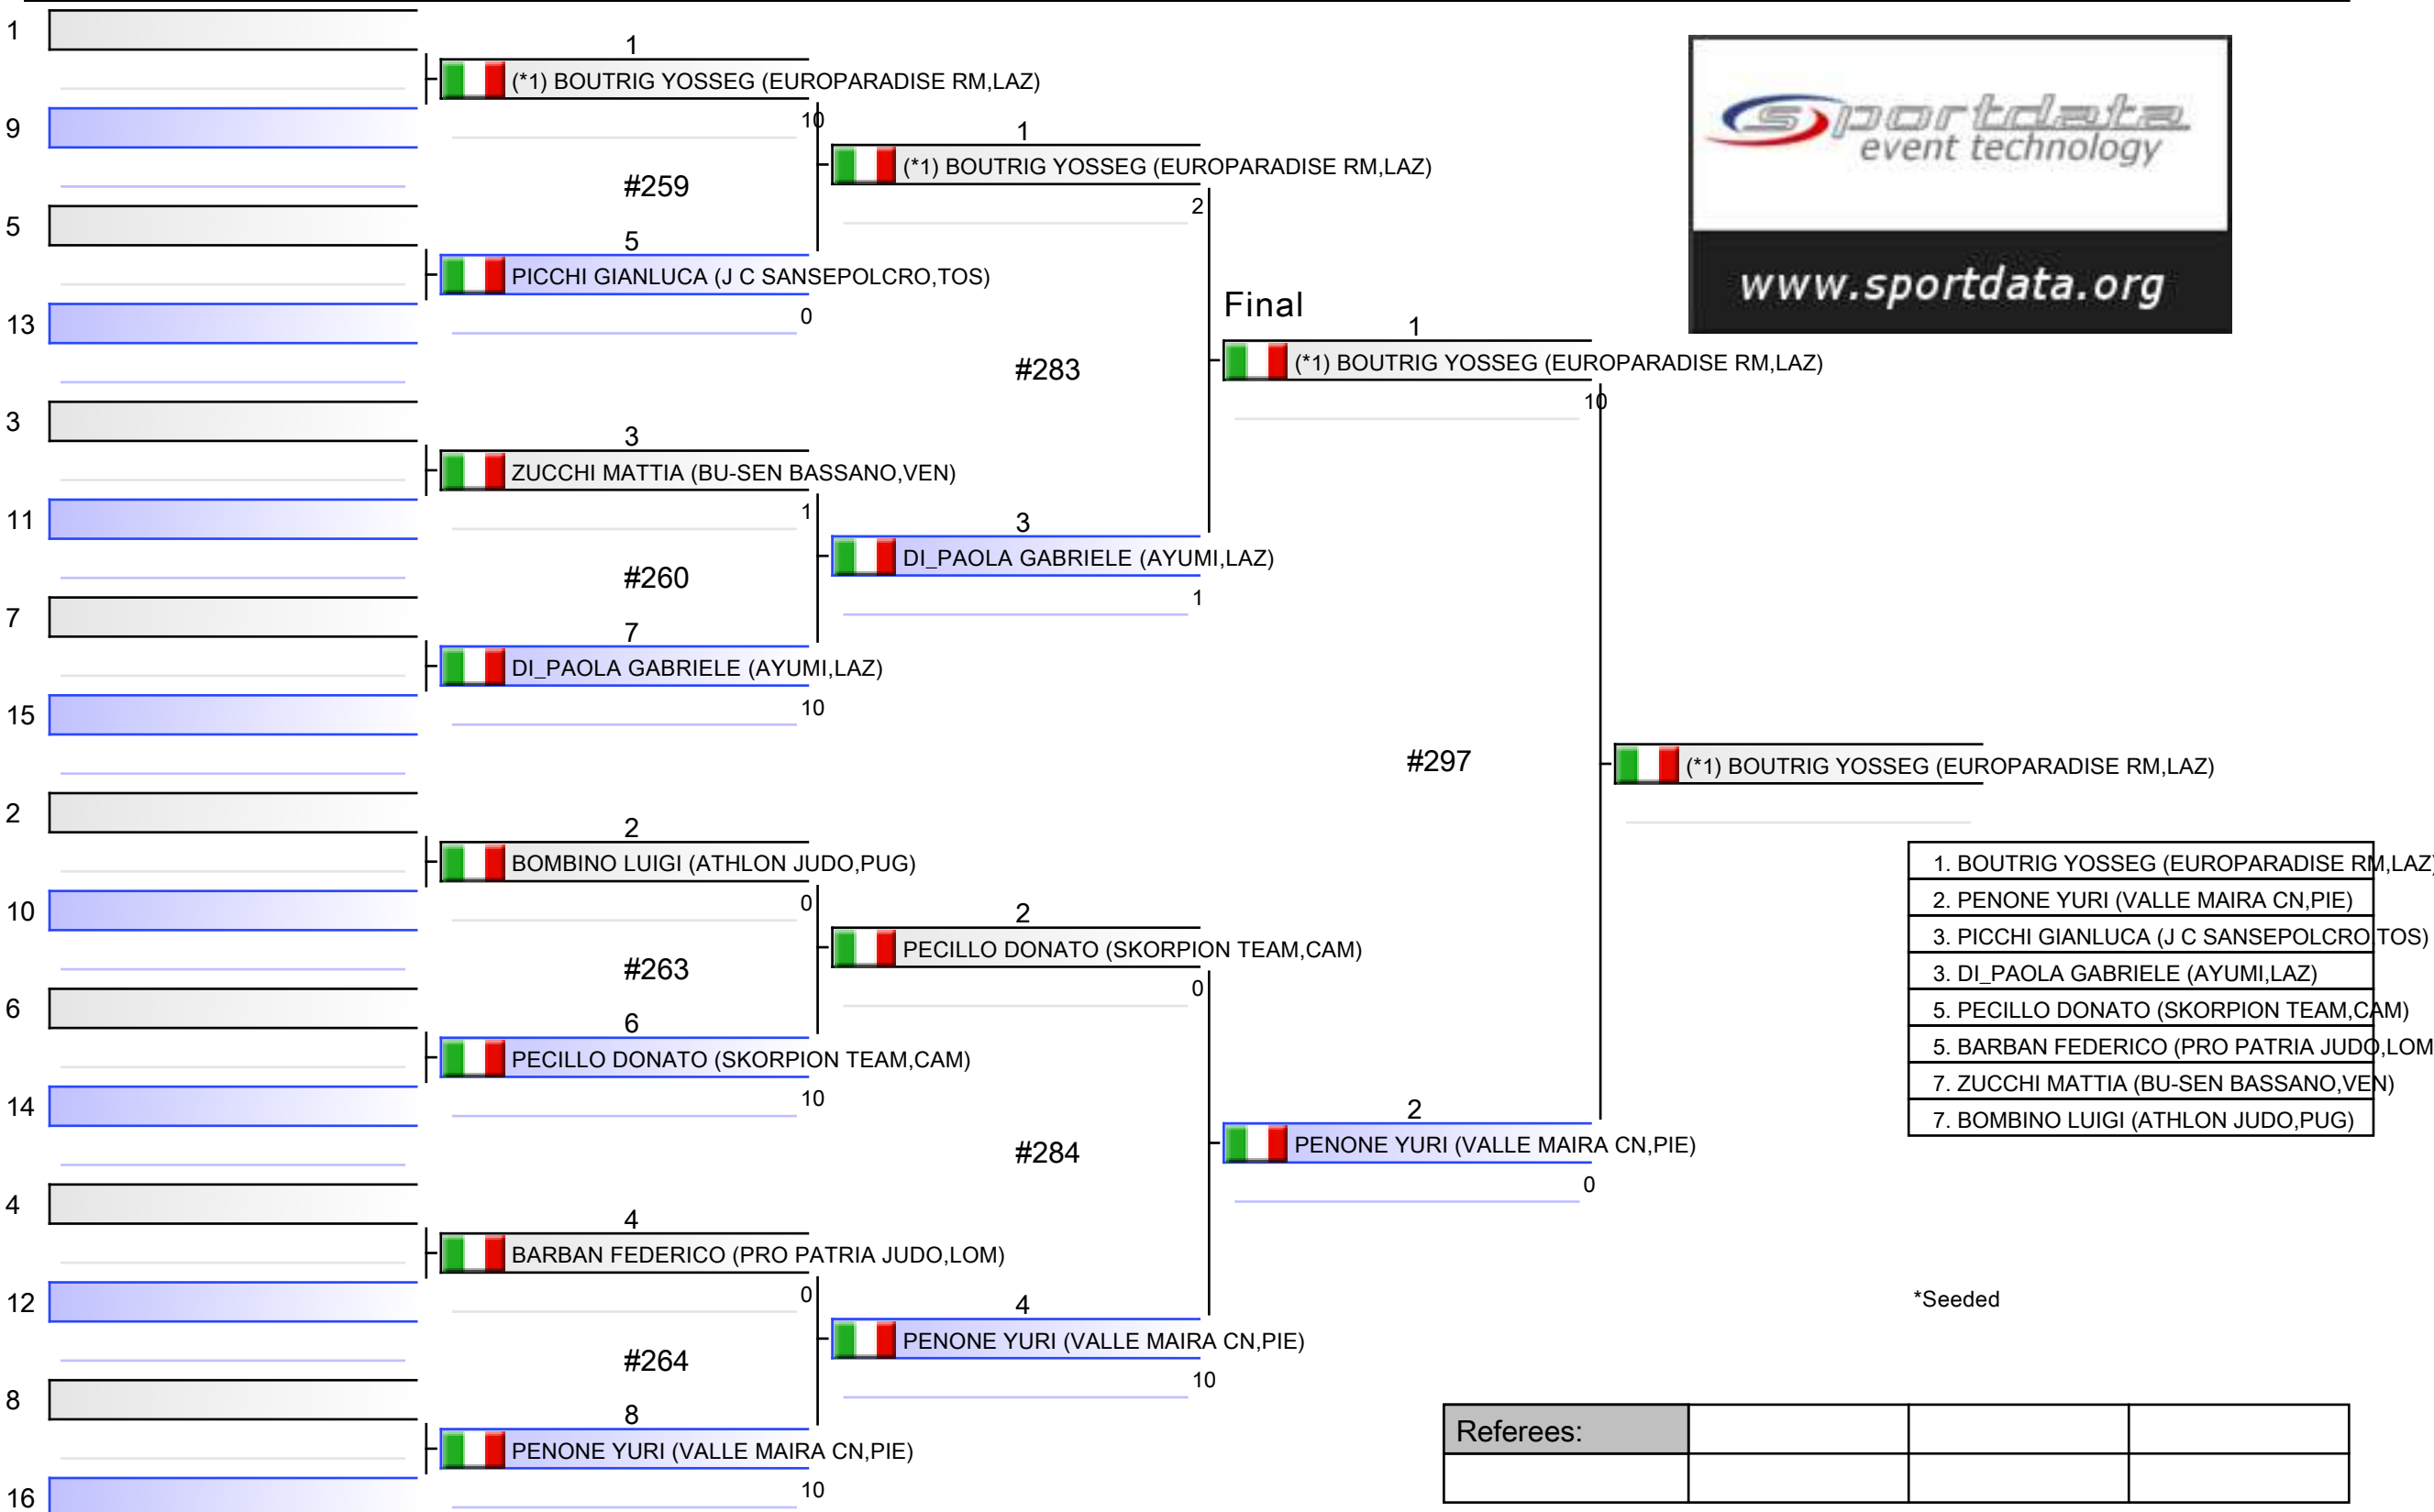 1
1
(*1) BOUTRIG YOSSEG (EUROPARADISE RM,LAZ)
10
9
#259
1
(*1) BOUTRIG YOSSEG (EUROPARADISE RM,LAZ)
2
5
5
PICCHI GIANLUCA (J C SANSEPOLCRO,TOS)
0
13
sportdata
event technology
www.sportdata.org
Final
1
(*1) BOUTRIG YOSSEG (EUROPARADISE RM,LAZ)
10
#283
3
3
ZUCCHI MATTIA (BU-SEN BASSANO,VEN)
1
11
#260
3
DI_PAOLA GABRIELE (AYUMI,LAZ)
1
7
7
DI_PAOLA GABRIELE (AYUMI,LAZ)
10
15
#297
(*1) BOUTRIG YOSSEG (EUROPARADISE RM,LAZ)
2
2
BOMBINO LUIGI (ATHLON JUDO,PUG)
0
10
#263
2
PECILLO DONATO (SKORPION TEAM,CAM)
0
6
6
PECILLO DONATO (SKORPION TEAM,CAM)
10
14
1. BOUTRIG YOSSEG (EUROPARADISE RM,LAZ)
2. PENONE YURI (VALLE MAIRA CN,PIE)
3. PICCHI GIANLUCA (J C SANSEPOLCRO,TOS)
3. DI_PAOLA GABRIELE (AYUMI,LAZ)
5. PECILLO DONATO (SKORPION TEAM,CAM)
5. BARBAN FEDERICO (PRO PATRIA JUDO,LOM
7. ZUCCHI MATTIA (BU-SEN BASSANO,VEN)
7. BOMBINO LUIGI (ATHLON JUDO,PUG)
#284
2
PENONE YURI (VALLE MAIRA CN,PIE)
0
4
4
BARBAN FEDERICO (PRO PATRIA JUDO,LOM)
0
12
#264
4
PENONE YURI (VALLE MAIRA CN,PIE)
10
*Seeded
8
8
PENONE YURI (VALLE MAIRA CN,PIE)
10
16
Referees: